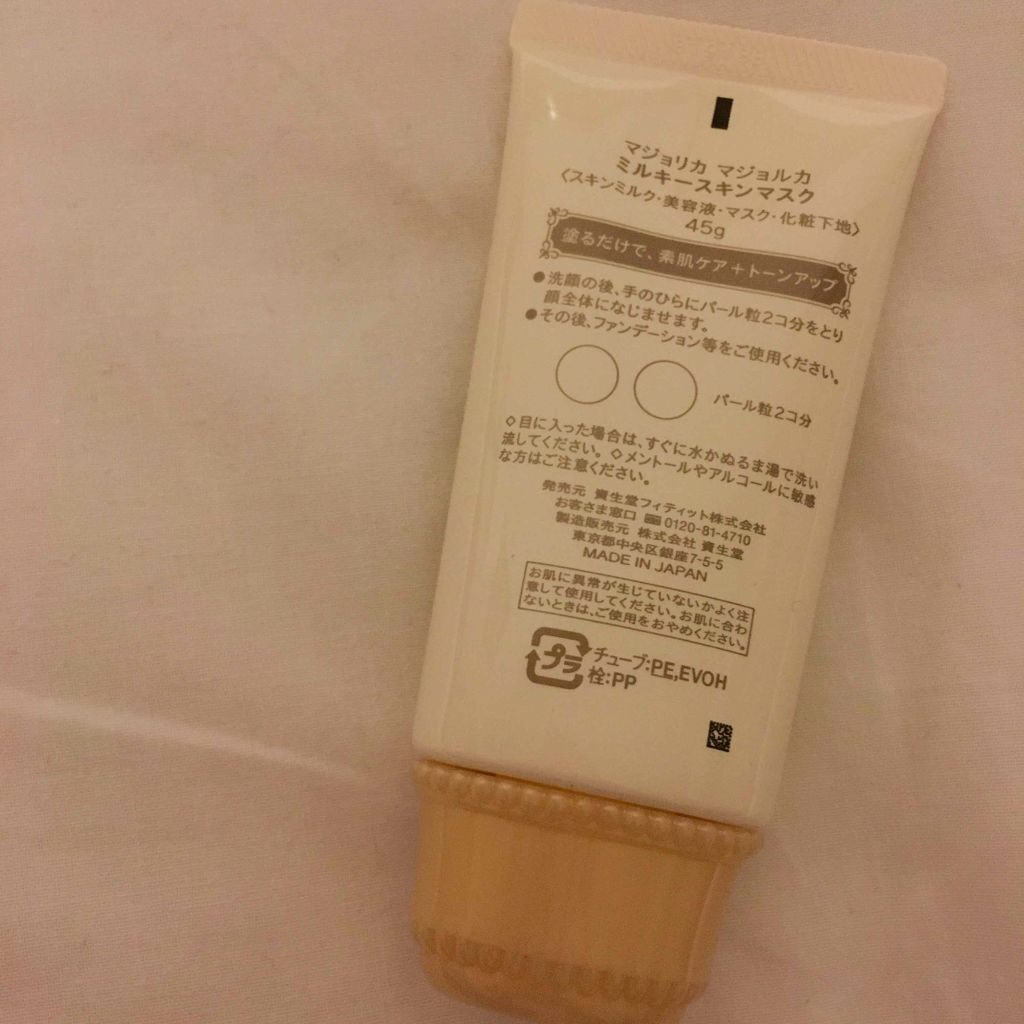 マジョリカ マジョルカ
ミルキースキンマスク
〈スキンミルク・美容液・マスク・化粧下地〉
45g
塗るだけで、素肌ケア+トーンアップ
●洗顔の後、手のひらにパール粒2コ分をとり
顔全体になじませます。
●その後、ファンデーション等をご使用ください。
パール粒2コ分
◇目に入った場合は、すぐに水かぬるま湯で洗い
流してください。◇メントールやアルコールに敏感
な方はご注意ください。
発売元 資生堂フィティット株式会社
お客さま窓口 0120-81-4710
製造販売元 株式会社 資生堂
東京都中央区銀座7-5-5
MADE IN JAPAN
お肌に異常が生じていないかよく注
意して使用してください。お肌に合わ
ないときは、ご使用をおやめください。
プラ チューブ:PE,EVOH
栓:PP